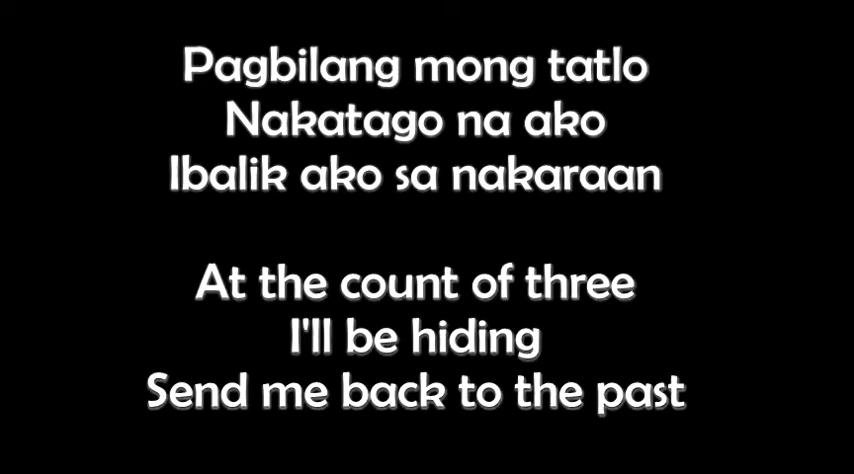 Pagbilang mong tatlo
Nakatago na ako
Ibalik ako sa nakaraan
At the count of three
I'll be hiding
Send me back to the past